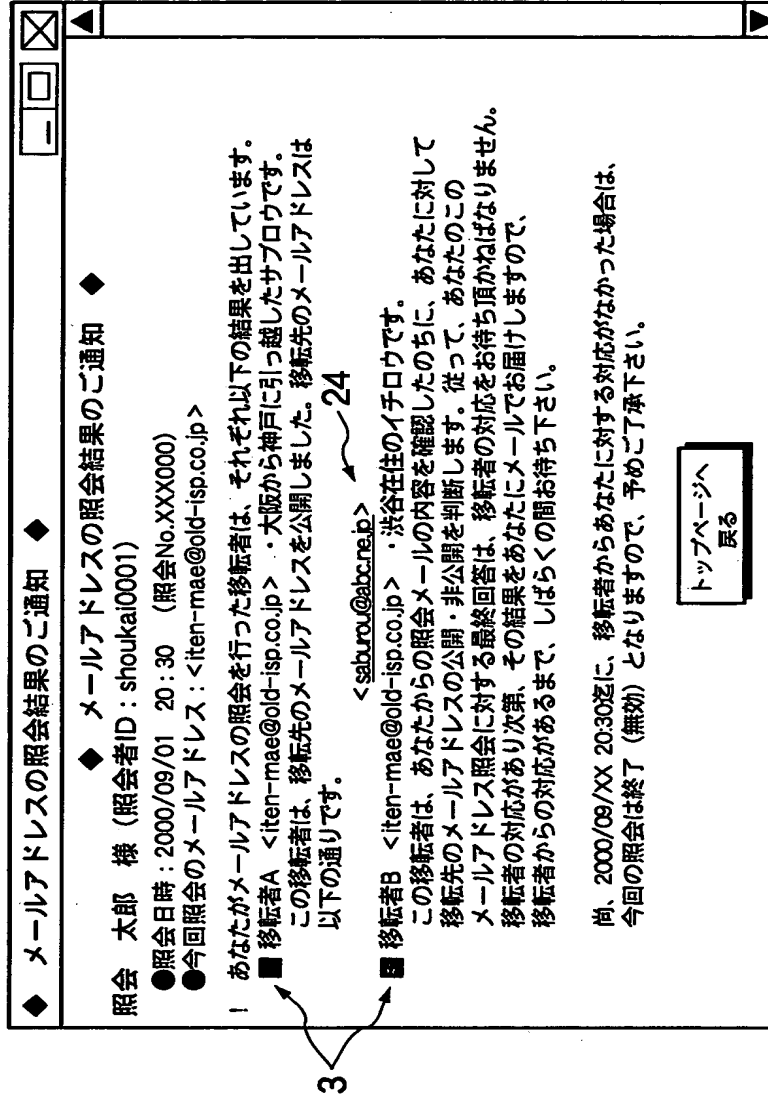 ◆ メールアドレスの照会結果のご通知 ◆
◆ メールアドレスの照会結果のご通知 ◆
照会 太郎 様(照会者ID:shoukai0001)
●照会日時:2000/09/01 20:30 (照会No.XXX000)
●今回照会のメールアドレス:<iten-mae@old-isp.co.jp>
! あなたがメールアドレスの照会を行った移転者は、それぞれ以下の結果を出しています。
■ 移転者A <iten-mae@old-isp.co.jp> ・大阪から神戸に引っ越したサブロウです。
この移転者は、移転先のメールアドレスを公開しました。移転先のメールアドレスは
以下の通りです。
<saburou@abc.ne.jp>
24
■ 移転者B <iten-mae@old-isp.co.jp> ・渋谷在住のイチロウです。
この移転者は、あなたからの照会メールの内容を確認したのちに、あなたに対して
移転先のメールアドレスの公開・非公開を判断します。従って、あなたのこの
メールアドレス照会に対する最終回答は、移転者の対応をお待ち頂かねばなりません。
移転者の対応があり次第、その結果をあなたにメールでお届けしますので、
移転者からの対応があるまで、しばらくの間お待ち下さい。
3
尚、2000/09/XX 20:30迄に、移転者からあなたに対する対応がなかった場合は、
今回の照会は終了(無効)となりますので、予めご了承下さい。
トップページへ
戻る